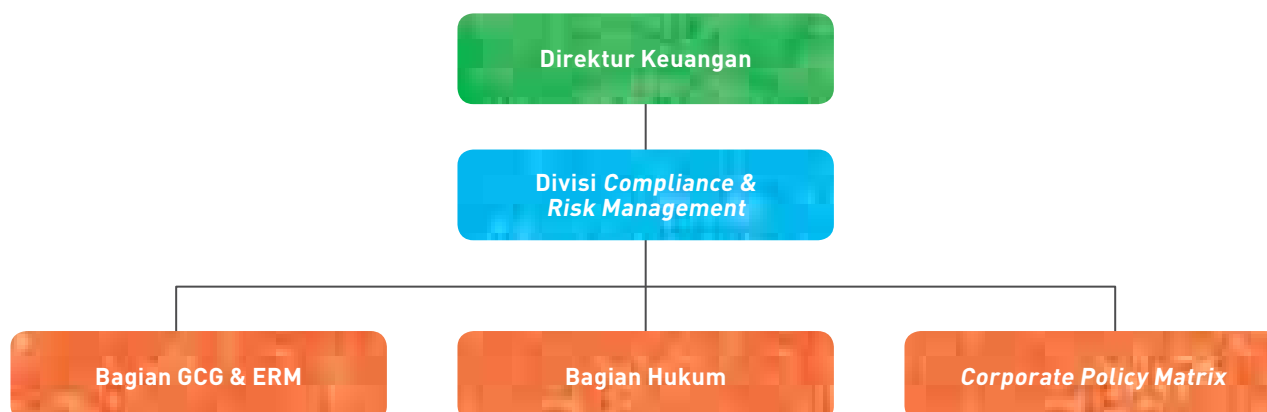 Direktur Keuangan
Divisi Compliance &
Risk Management
Bagian GCG & ERM
Bagian Hukum
Corporate Policy Matrix